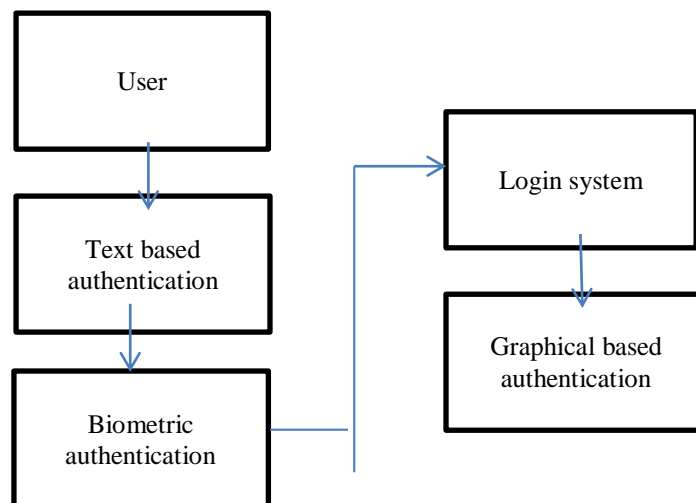 User
Text based
authentication
Biometric
authentication
Login system
Graphical based
authentication